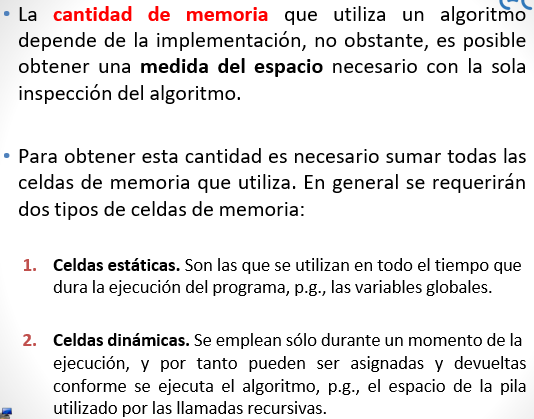 • La cantidad de memoria que utiliza un algoritmo
depende de la implementación, no obstante, es posible
obtener una medida del espacio necesario con la sola
inspección del algoritmo.
• Para obtener esta cantidad es necesario sumar todas las
celdas de memoria que utiliza. En general se requerirán
dos tipos de celdas de memoria:
1. Celdas estáticas. Son las que se utilizan en todo el tiempo que
dura la ejecución del programa, p.g., las variables globales.
2. Celdas dinámicas. Se emplean sólo durante un momento de la
ejecución, y por tanto pueden ser asignadas y devueltas
conforme se ejecuta el algoritmo, p.g., el espacio de la pila
utilizado por las llamadas recursivas.